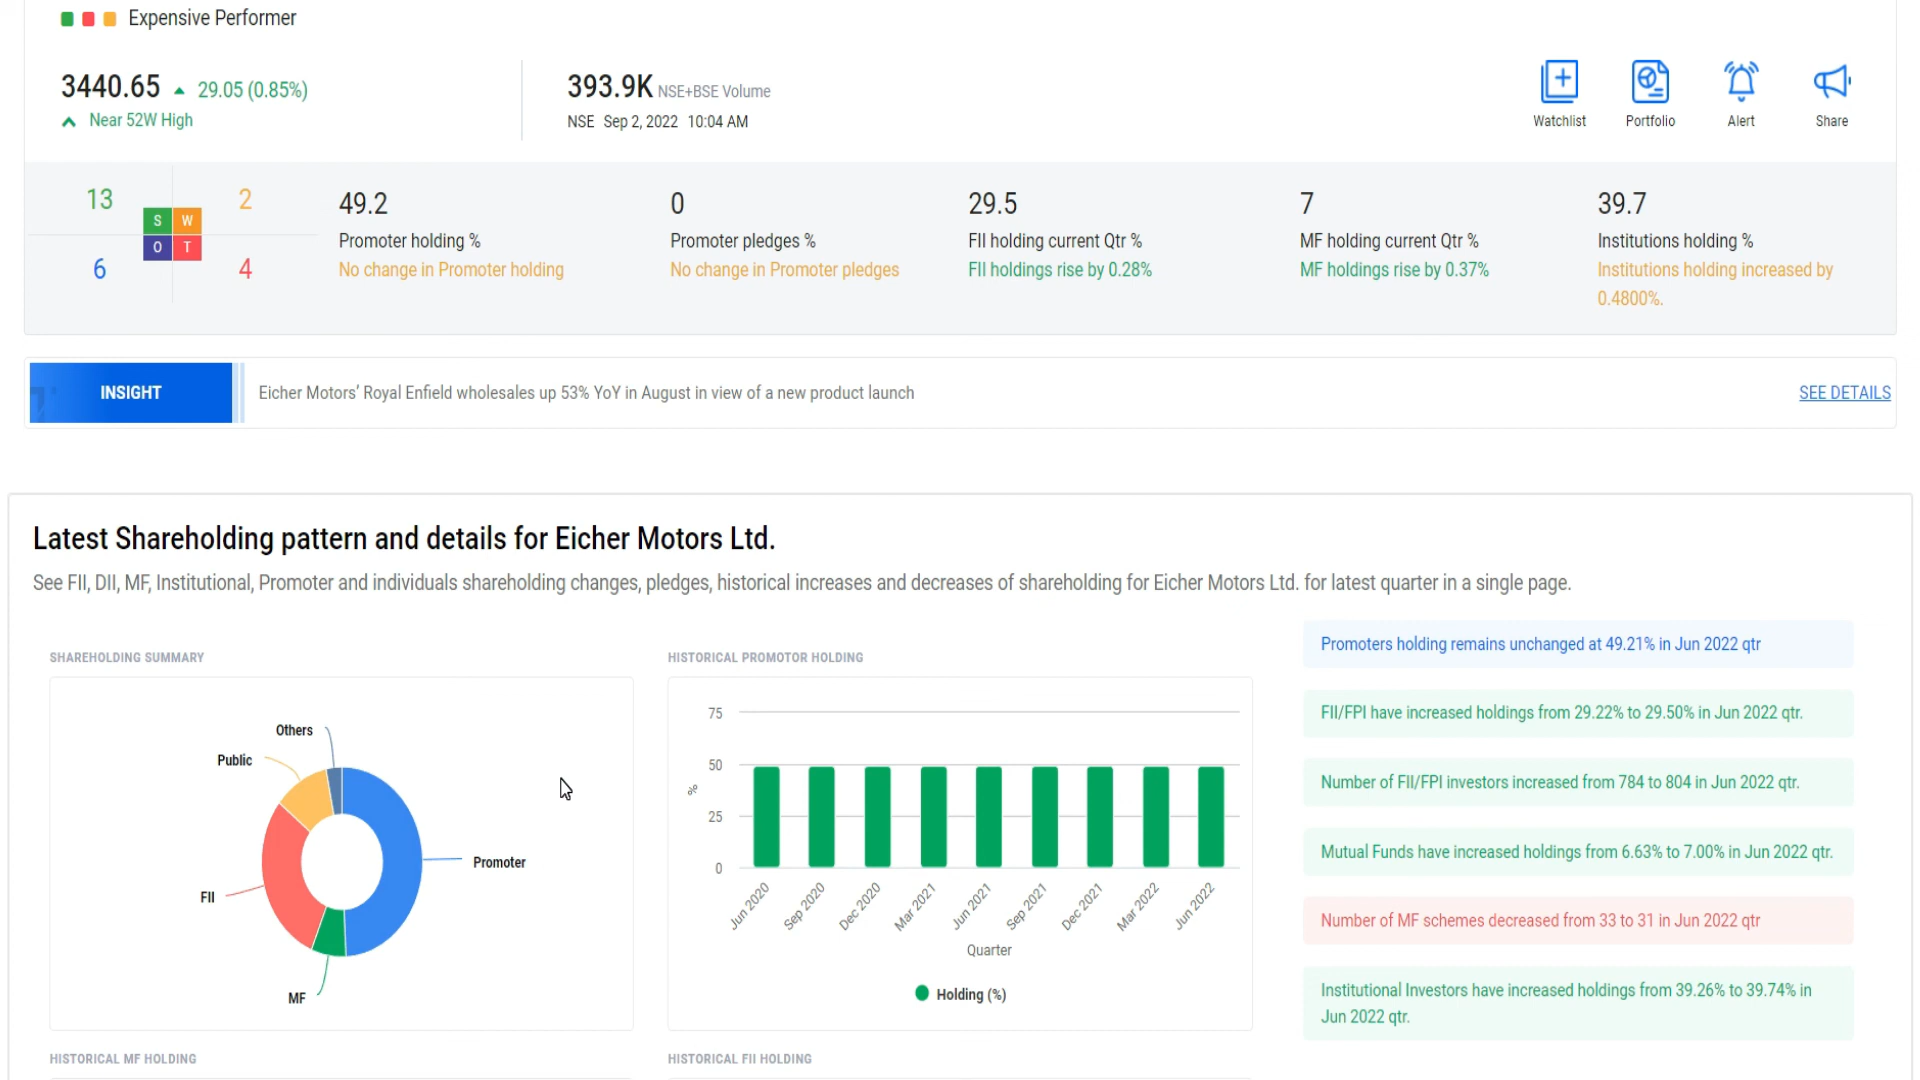 Expensive Performer
3440.65 29.05 (0.85%)
Near 52W High
393.9K NSE+BSE Volume
NSE Sep 2, 2022 10:04 AM
Watchlist
Portfolio
Alert
Share
13
2
S
W
O
T
6
4
49.2
Promoter holding %
No change in Promoter holding
0
Promoter pledges %
No change in Promoter pledges
29.5
FII holding current Qtr %
FII holdings rise by 0.28%
7
MF holding current Qtr %
MF holdings rise by 0.37%
39.7
Institutions holding %
Institutions holding increased by
0.4800%.
INSIGHT
Eicher Motors’ Royal Enfield wholesales up 53% YoY in August in view of a new product launch
SEE DETAILS
Latest Shareholding pattern and details for Eicher Motors Ltd.
See FII, DII, MF, Institutional, Promoter and individuals shareholding changes, pledges, historical increases and decreases of shareholding for Eicher Motors Ltd. for latest quarter in a single page.
SHAREHOLDING SUMMARY
Others
Public
Promoter
FII
MF
HISTORICAL PROMOTOR HOLDING
75
50
25
0
%
Jun 2020
Sep 2020
Dec 2020
Mar 2021
Jun 2021
Sep 2021
Dec 2021
Mar 2022
Jun 2022
Quarter
Holding (%)
Promoters holding remains unchanged at 49.21% in Jun 2022 qtr
FII/FPI have increased holdings from 29.22% to 29.50% in Jun 2022 qtr.
Number of FII/FPI investors increased from 784 to 804 in Jun 2022 qtr.
Mutual Funds have increased holdings from 6.63% to 7.00% in Jun 2022 qtr.
Number of MF schemes decreased from 33 to 31 in Jun 2022 qtr
Institutional Investors have increased holdings from 39.26% to 39.74% in
Jun 2022 qtr.
HISTORICAL MF HOLDING
HISTORICAL FII HOLDING